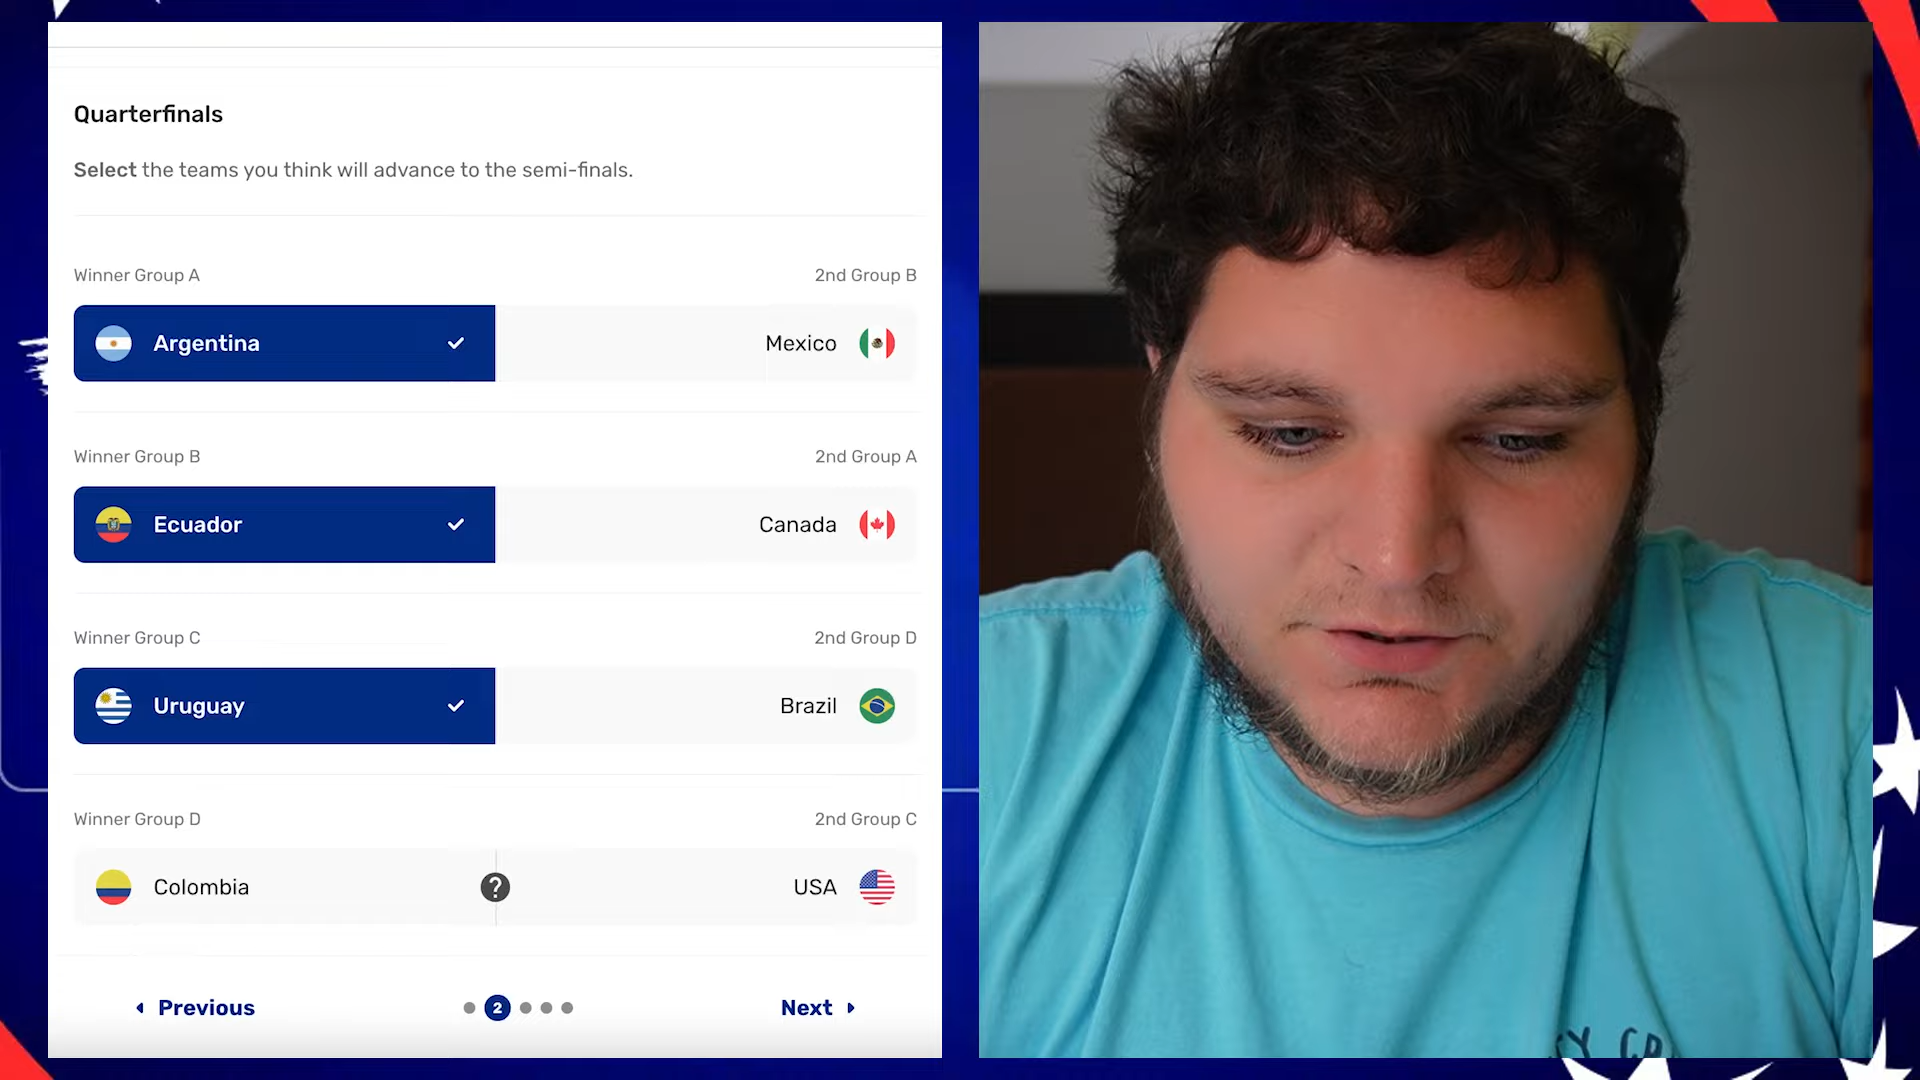 Quarterfinals
Select the teams you think will advance to the semi-finals.
Winner Group A
2nd Group B
Argentina
Mexico
Winner Group B
2nd Group A
Ecuador
Canada
Winner Group C
2nd Group D
Uruguay
Brazil
Winner Group D
2nd Group C
Colombia
?
USA
Previous
2
Next